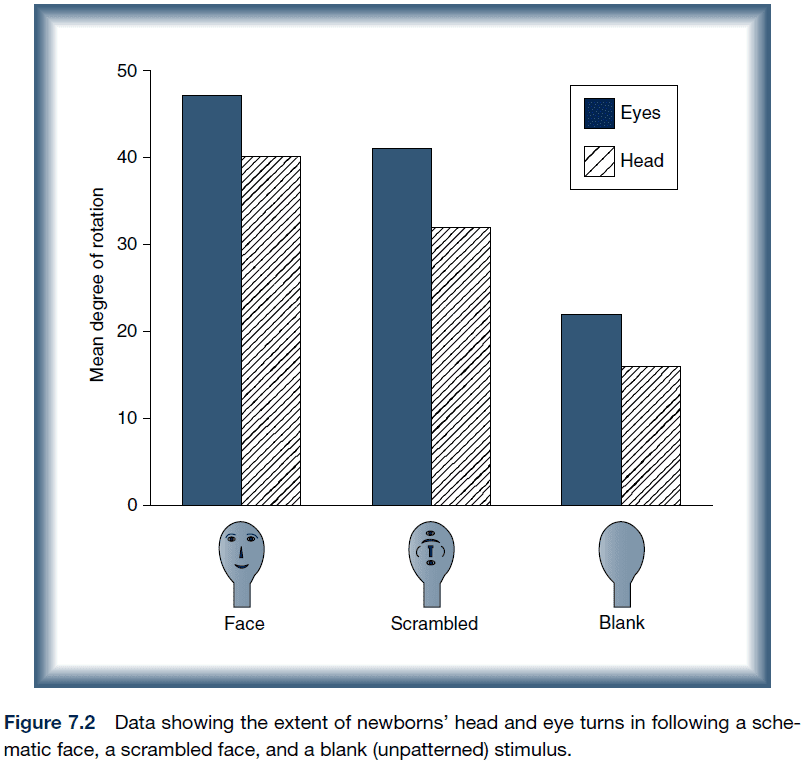 50
40
30
20
10
0
Mean degree of rotation
Eyes
Head
Face
Scrambled
Blank
Figure 7.2 Data showing the extent of newborns’ head and eye turns in following a sche-
matic face, a scrambled face, and a blank (unpatterned) stimulus.